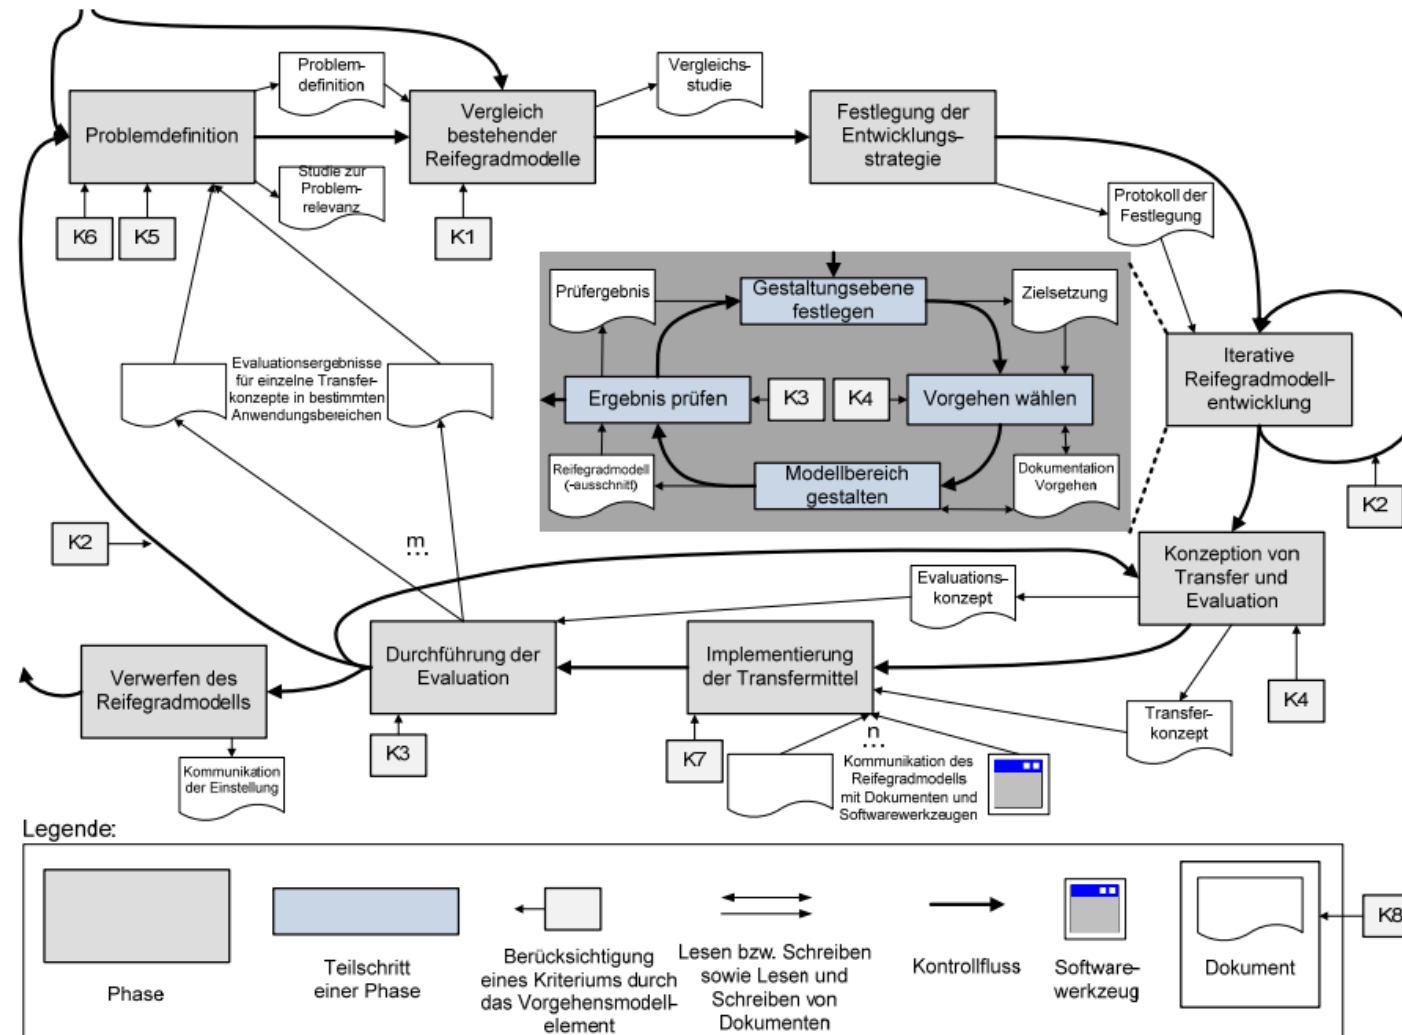 Problem-
definition
Vergleichs-
studie
Problemdefinition
Vergleich
bestehender
Reifegradmodelle
Festlegung der
Entwicklungs-
strategie
Studie zur
Problem-
relevanz
Protokoll der
Festlegung
K6
K5
K1
Prüfergebnis
Gestaltungsebene
festlegen
Zielsetzung
Iterative
Reifegradmodell-
entwicklung
Evaluationsergebnisse
für einzelne Transfer-
konzepte in bestimmten
Anwendungsbereichen
Ergebnis prüfen
K3
K4
Vorgehen wählen
Reifegradmodell
(-ausschnitt)
Modellbereich
gestalten
Dokumentation
Vorgehen
K2
K2
m
...
Konzeption von
Transfer und
Evaluation
Evaluations-
konzept
Durchführung der
Evaluation
Implementierung
der Transfermittel
Verwerfen des
Reifegradmodells
K4
Transfer-
konzept
K3
K7
n
...
Kommunikation des
Reifegradmodells
mit Dokumenten und
Softwarewerkzeugen
Kommunikation
der Einstellung
Legende:
Phase
Teilschritt
einer Phase
Berücksichtigung
eines Kriteriums durch
das Vorgehensmodell-
element
Lesen bzw. Schreiben
sowie Lesen und
Schreiben von
Dokumenten
Kontrollfluss
Software-
werkzeug
Dokument
K8